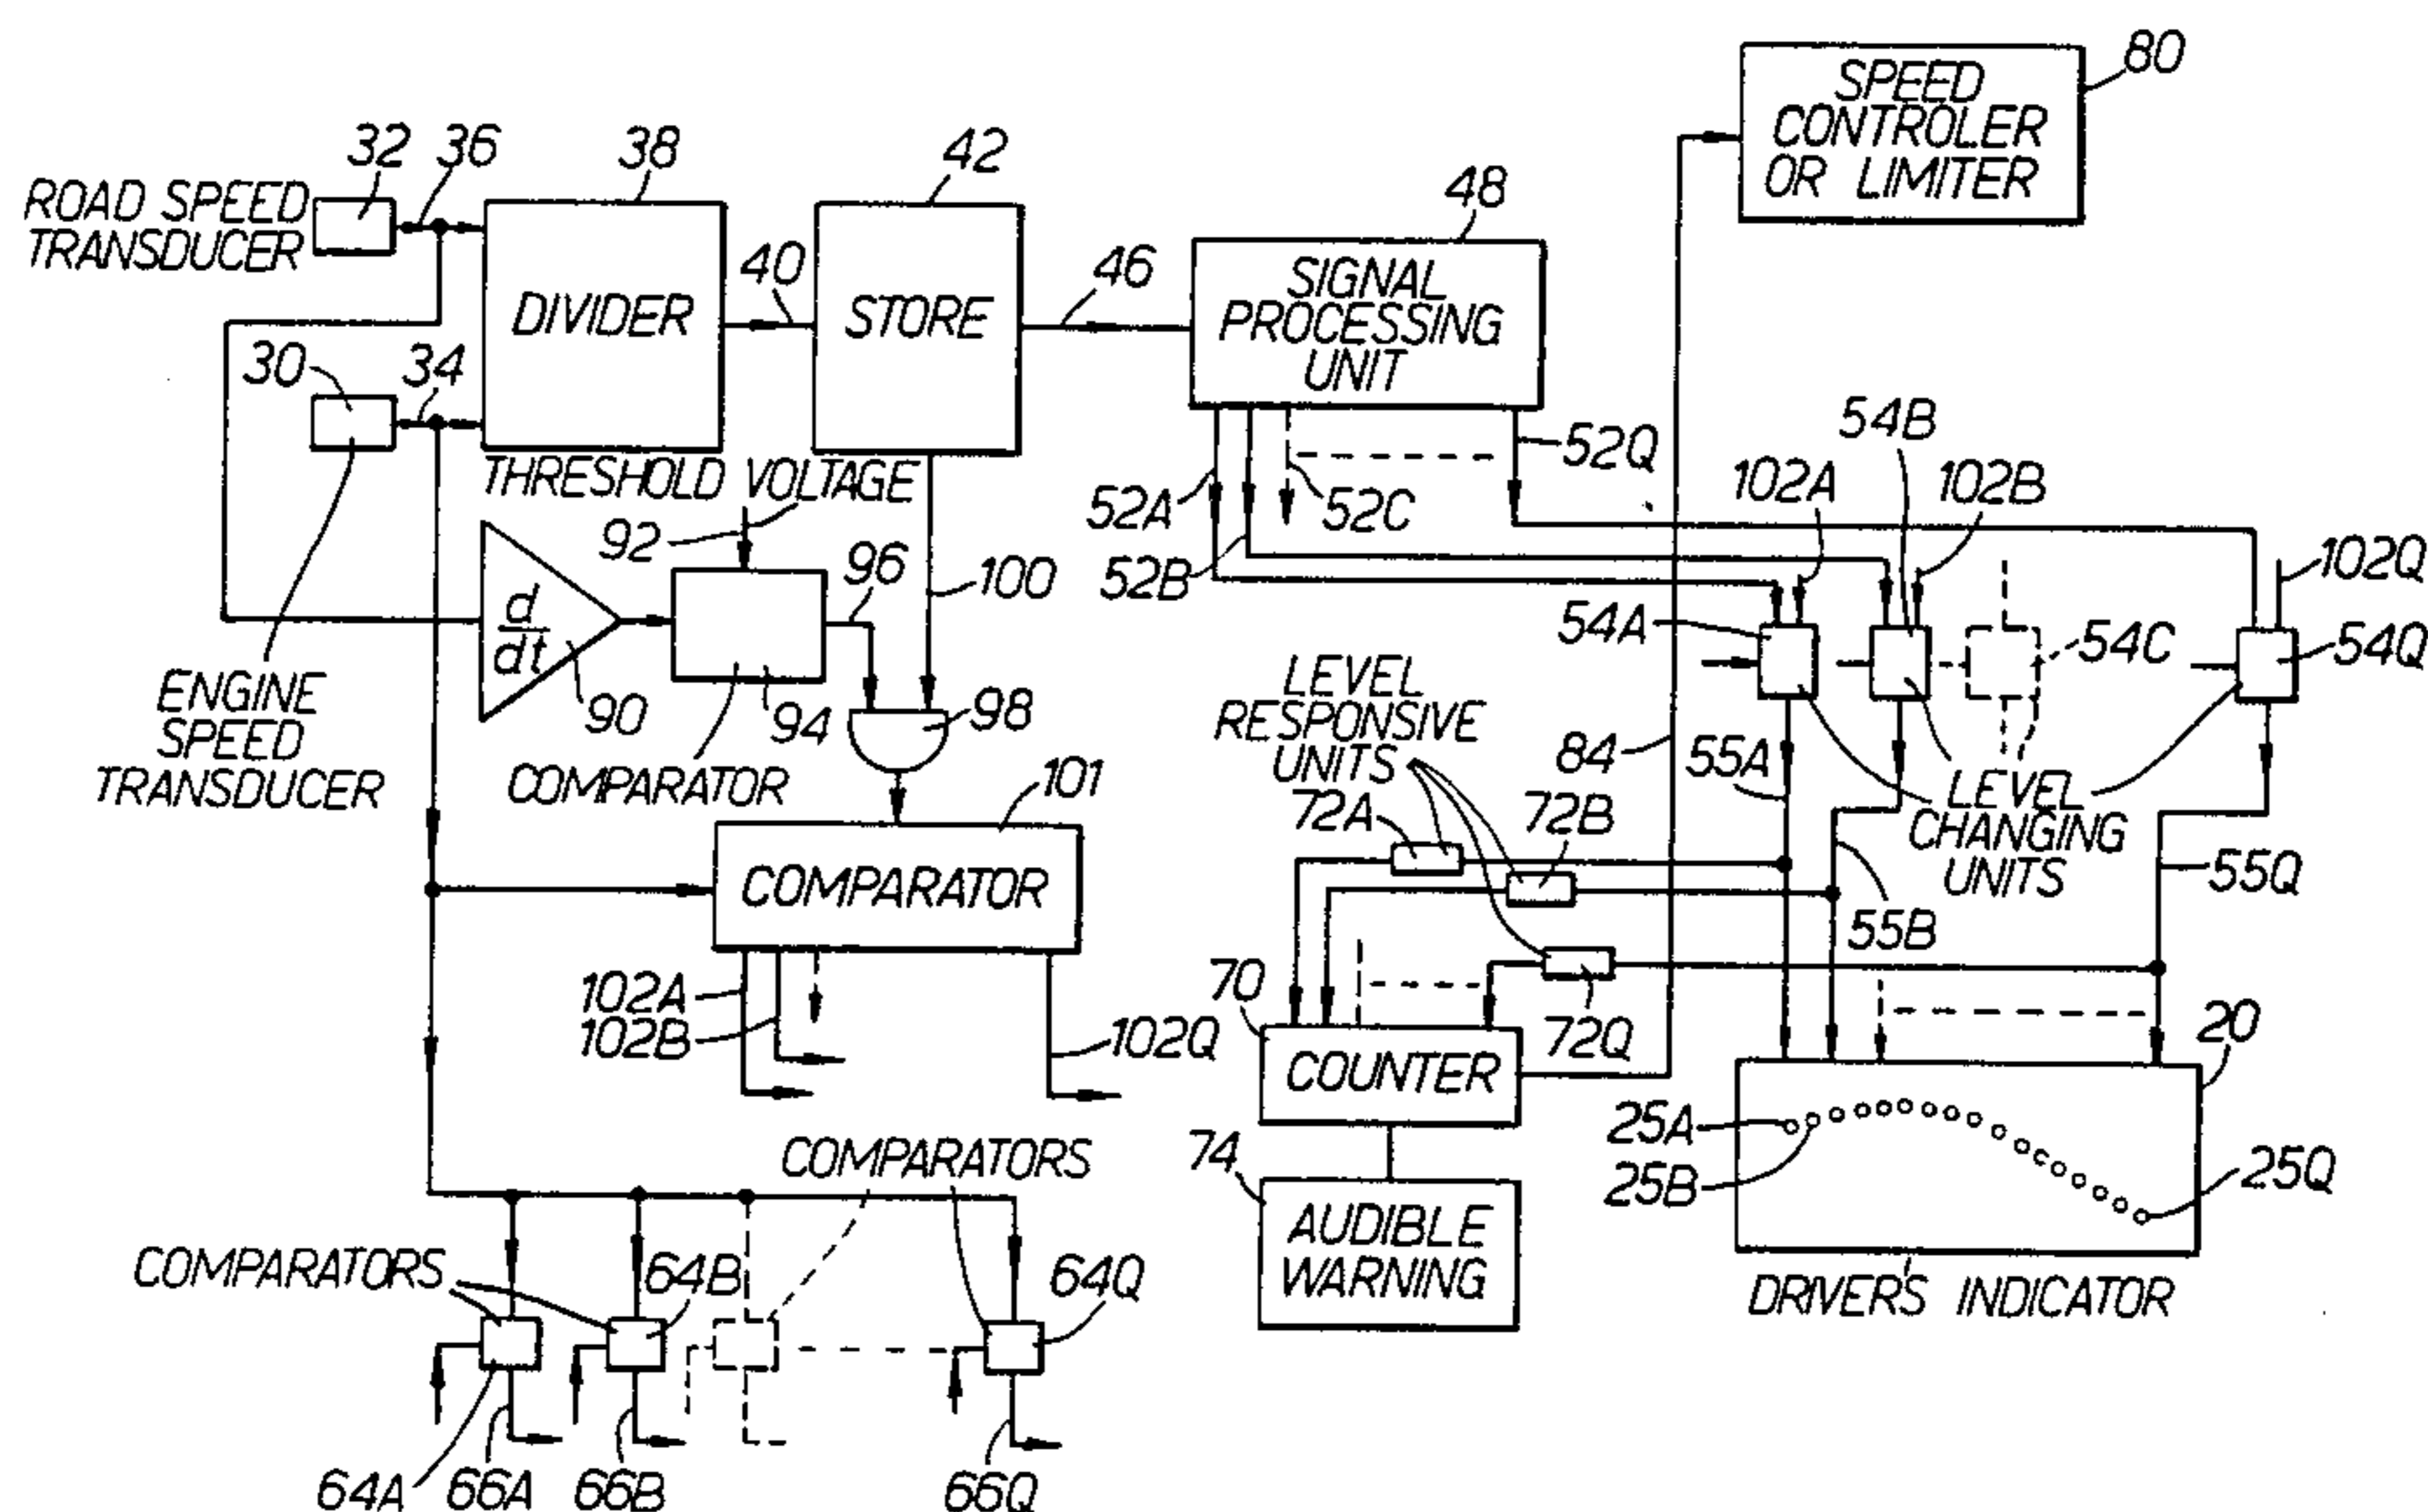 80
SPEED
CONTROLER
OR LIMITER
32
36
38
42
48
ROAD SPEED
TRANSDUCER
DIVIDER
40
STORE
46
SIGNAL
PROCESSING
UNIT
30
34
THRESHOLD VOLTAGE
52A
52B
52C
52Q
54B
102A
102B
102Q
92
96
100
54A
54C
54Q
d
dt
90
94
98
ENGINE
SPEED
TRANSDUCER
COMPARATOR
LEVEL
RESPONSIVE
UNITS
84
55A
LEVEL
CHANGING
UNITS
101
72A
72B
COMPARATOR
55B
55Q
102A
102B
102Q
70
72Q
20
COUNTER
25A
25B
25Q
COMPARATORS
74
AUDIBLE
WARNING
DRIVERS INDICATOR
COMPARATORS
64B
64Q
64A
66A
66B
66Q